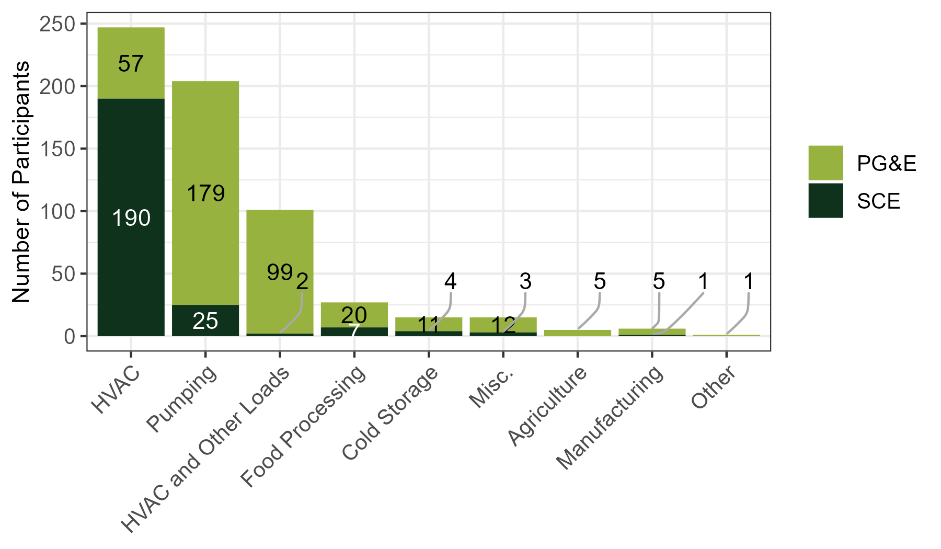 250
200
150
100
50
0
Number of Participants
57
190
179
25
99
2
20
7
4
11
3
12
5
5
1
1
HVAC
Pumping
HVAC and Other Loads
Food Processing
Cold Storage
Misc.
Agriculture
Manufacturing
Other
PG&E
SCE